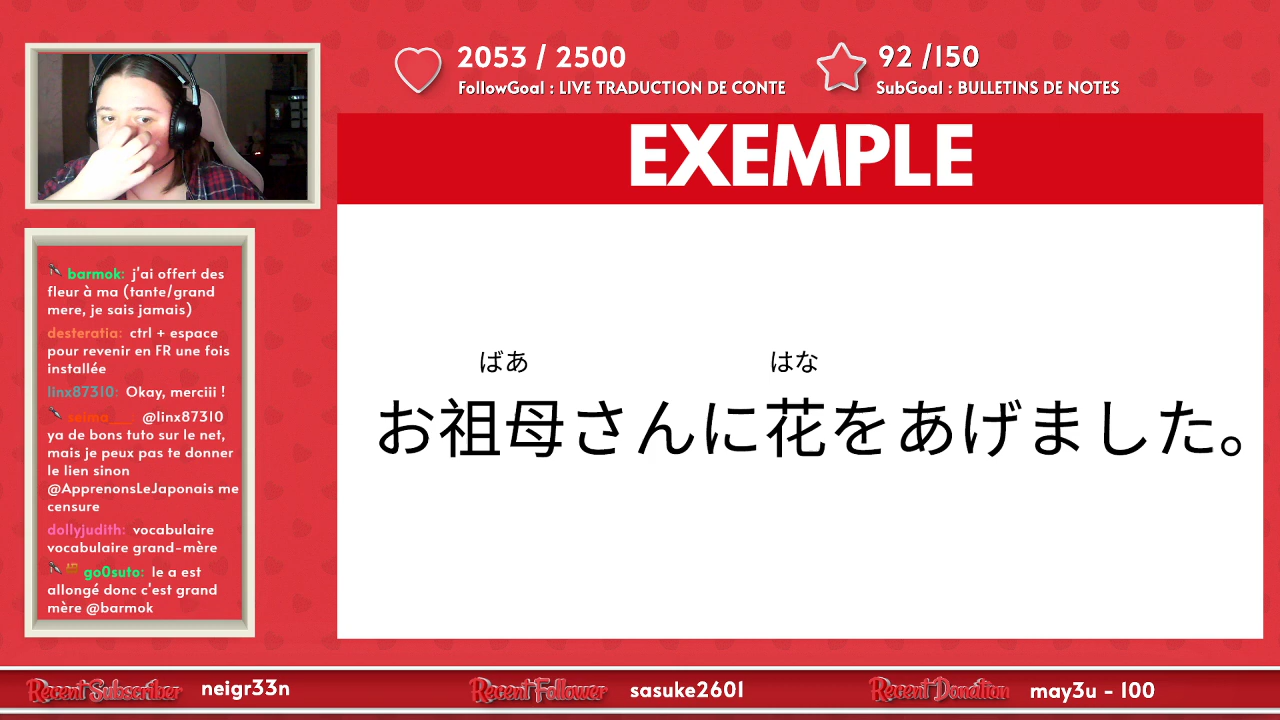 2053 / 2500
FollowGoal : LIVE TRADUCTION DE CONTE
92 /150
SubGoal : BULLETINS DE NOTES
EXEMPLE
ばあ はな
お祖母さんに花をあげました。
barmok: j'ai offert des
fleur à ma (tante/grand
mere, je sais jamais)
desteratia: ctrl + espace
pour revenir en FR une fois
installée
linx87310: Okay, merciii !
seima____ @linx87310
ya de bons tuto sur le net,
mais je peux pas te donner
le lien sinon
@ApprenonsLeJaponais me
censure
dollyjudith: vocabulaire
vocabulaire grand-mère
go0suto: le a est
allongé donc c'est grand
mère @barmok
Recent Subscriber neigr33n
Recent Follower sasuke2601
Recent Donation may3u - 100